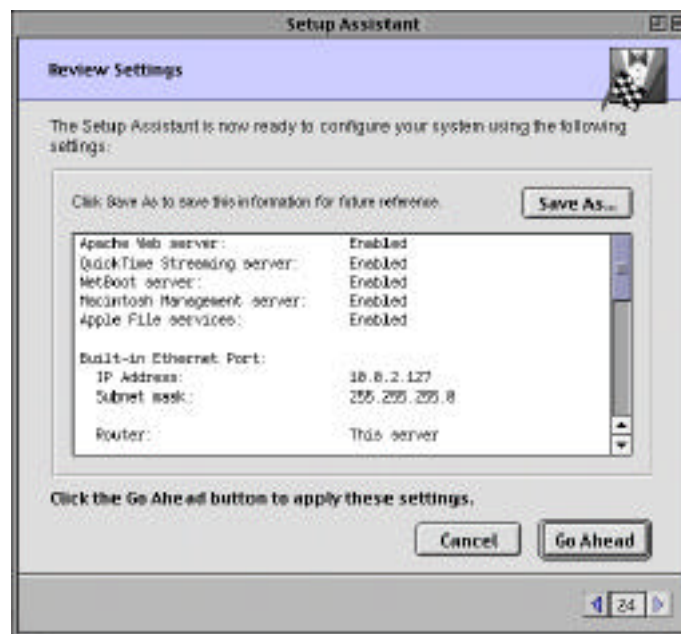 Setup Assistant
Review Settings
The Setup Assistant is now ready to configure your system using the following
settings:
Click Save As to save this information for future reference.
Save As...
Apache Web server: Enabled
QuickTime Streaming server: Enabled
NetBoot server: Enabled
Macintosh Management server: Enabled
Apple File services: Enabled
Built-in Ethernet Port:
IP Address: 10.0.2.127
Subnet mask: 255.255.255.0
Router: This server
Click the Go Ahead button to apply these settings.
Cancel
Go Ahead
24